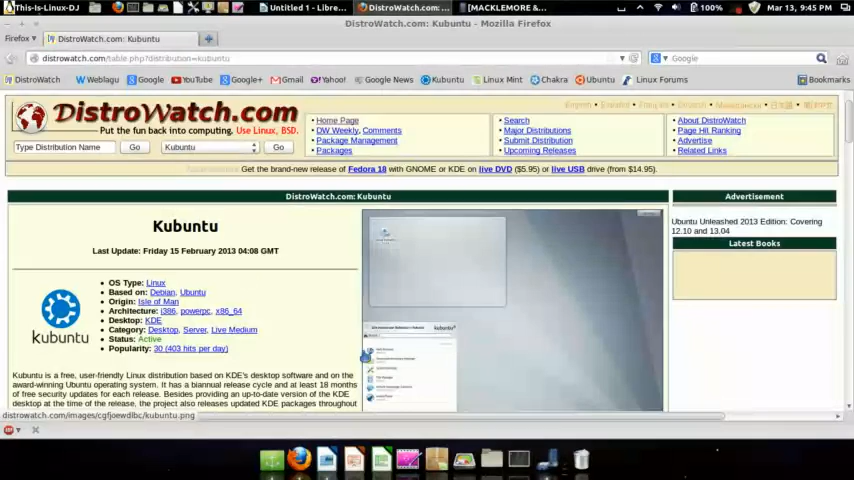 This-Is-Linux-DJ
Untitled 1 - Libre...
DistroWatch.com: ...
[MACKLEMORE &...
100%
Mar 13, 9:45 PM
DistroWatch.com: Kubuntu - Mozilla Firefox
Firefox
DistroWatch.com: Kubuntu
distrowatch.com/table.php?distribution=kubuntu
Google
DistroWatch
Weblagu
Google
YouTube
Google+
Gmail
Yahoo!
Google News
Kubuntu
Linux Mint
Chakra
Ubuntu
Linux Forums
Bookmarks
DistroWatch.com
Put the fun back into computing. Use Linux, BSD.
Type Distribution Name
Go
Kubuntu
Go
• Home Page
• DW Weekly, Comments
• Package Management
• Packages
• Search
• Major Distributions
• Submit Distribution
• Upcoming Releases
• About DistroWatch
• Page Hit Ranking
• Advertise
• Related Links
Get the brand-new release of Fedora 18 with GNOME or KDE on live DVD ($5.95) or live USB drive (from $14.95).
DistroWatch.com: Kubuntu
Kubuntu
Last Update: Friday 15 February 2013 04:08 GMT
kubuntu
• OS Type: Linux
• Based on: Debian, Ubuntu
• Origin: Isle of Man
• Architecture: i386, powerpc, x86_64
• Desktop: KDE
• Category: Desktop, Server, Live Medium
• Status: Active
• Popularity: 30 (403 hits per day)
Kubuntu is a free, user-friendly Linux distribution based on KDE's desktop software and on the
award-winning Ubuntu operating system. It has a biannual release cycle and at least 18 months
of free security updates for each release. Besides providing an up-to-date version of the KDE
desktop at the time of the release, the project also releases updated KDE packages throughout
kubuntu
Advertisement
Ubuntu Unleashed 2013 Edition: Covering
12.10 and 13.04
Latest Books
distrowatch.com/images/cgfjoewdlbc/kubuntu.png